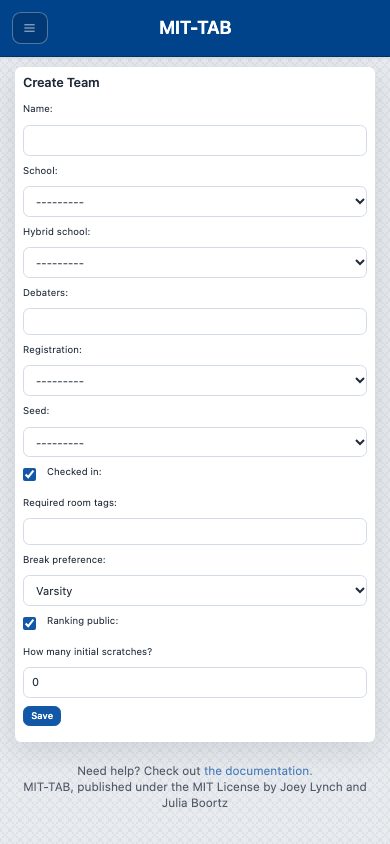 MIT-TAB
Create Team
Name:
School:
---------
Hybrid school:
---------
Debaters:
Registration:
---------
Seed:
---------
Checked in:
Required room tags:
Break preference:
Varsity
Ranking public:
How many initial scratches?
0
Save
Need help? Check out the documentation.
MIT-TAB, published under the MIT License by Joey Lynch and
Julia Boortz